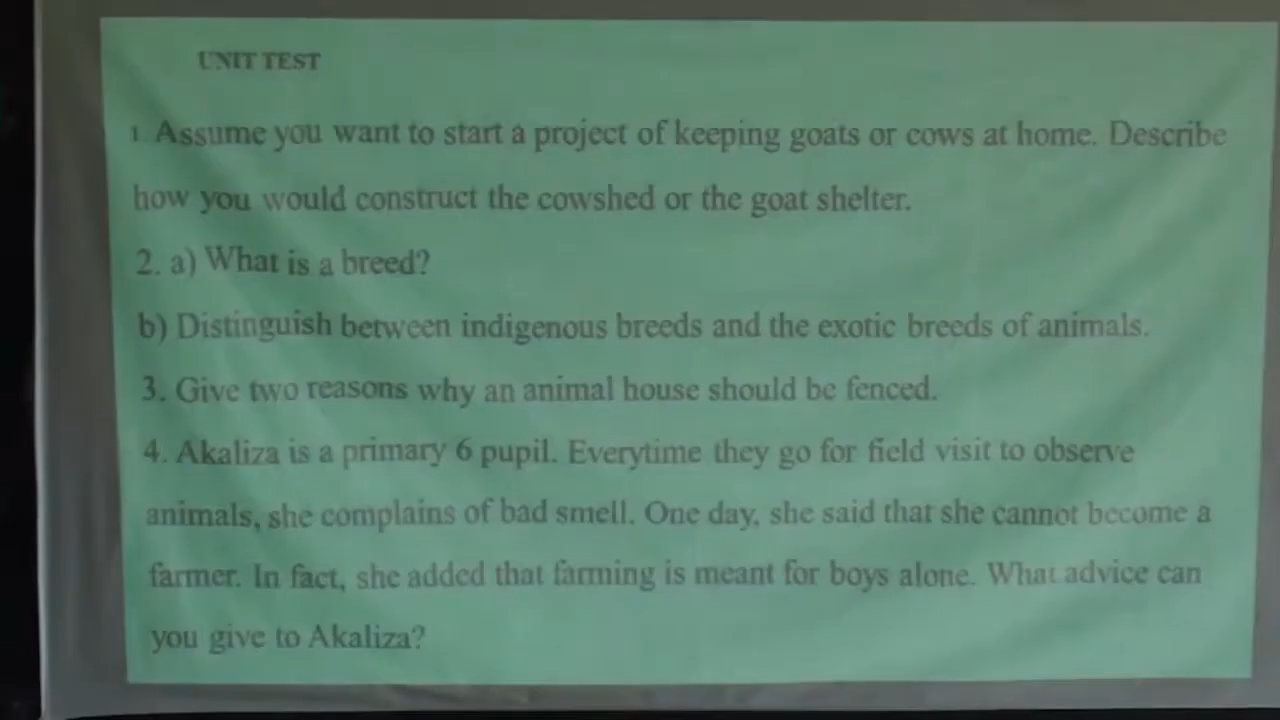 UNIT TEST
1. Assume you want to start a project of keeping goats or cows at home. Describe
how you would construct the cowshed or the goat shelter.
2. a) What is a breed?
b) Distinguish between indigenous breeds and the exotic breeds of animals.
3. Give two reasons why an animal house should be fenced.
4. Akaliza is a primary 6 pupil. Everytime they go for field visit to observe
animals, she complains of bad smell. One day, she said that she cannot become a
farmer. In fact, she added that farming is meant for boys alone. What advice can
you give to Akaliza?